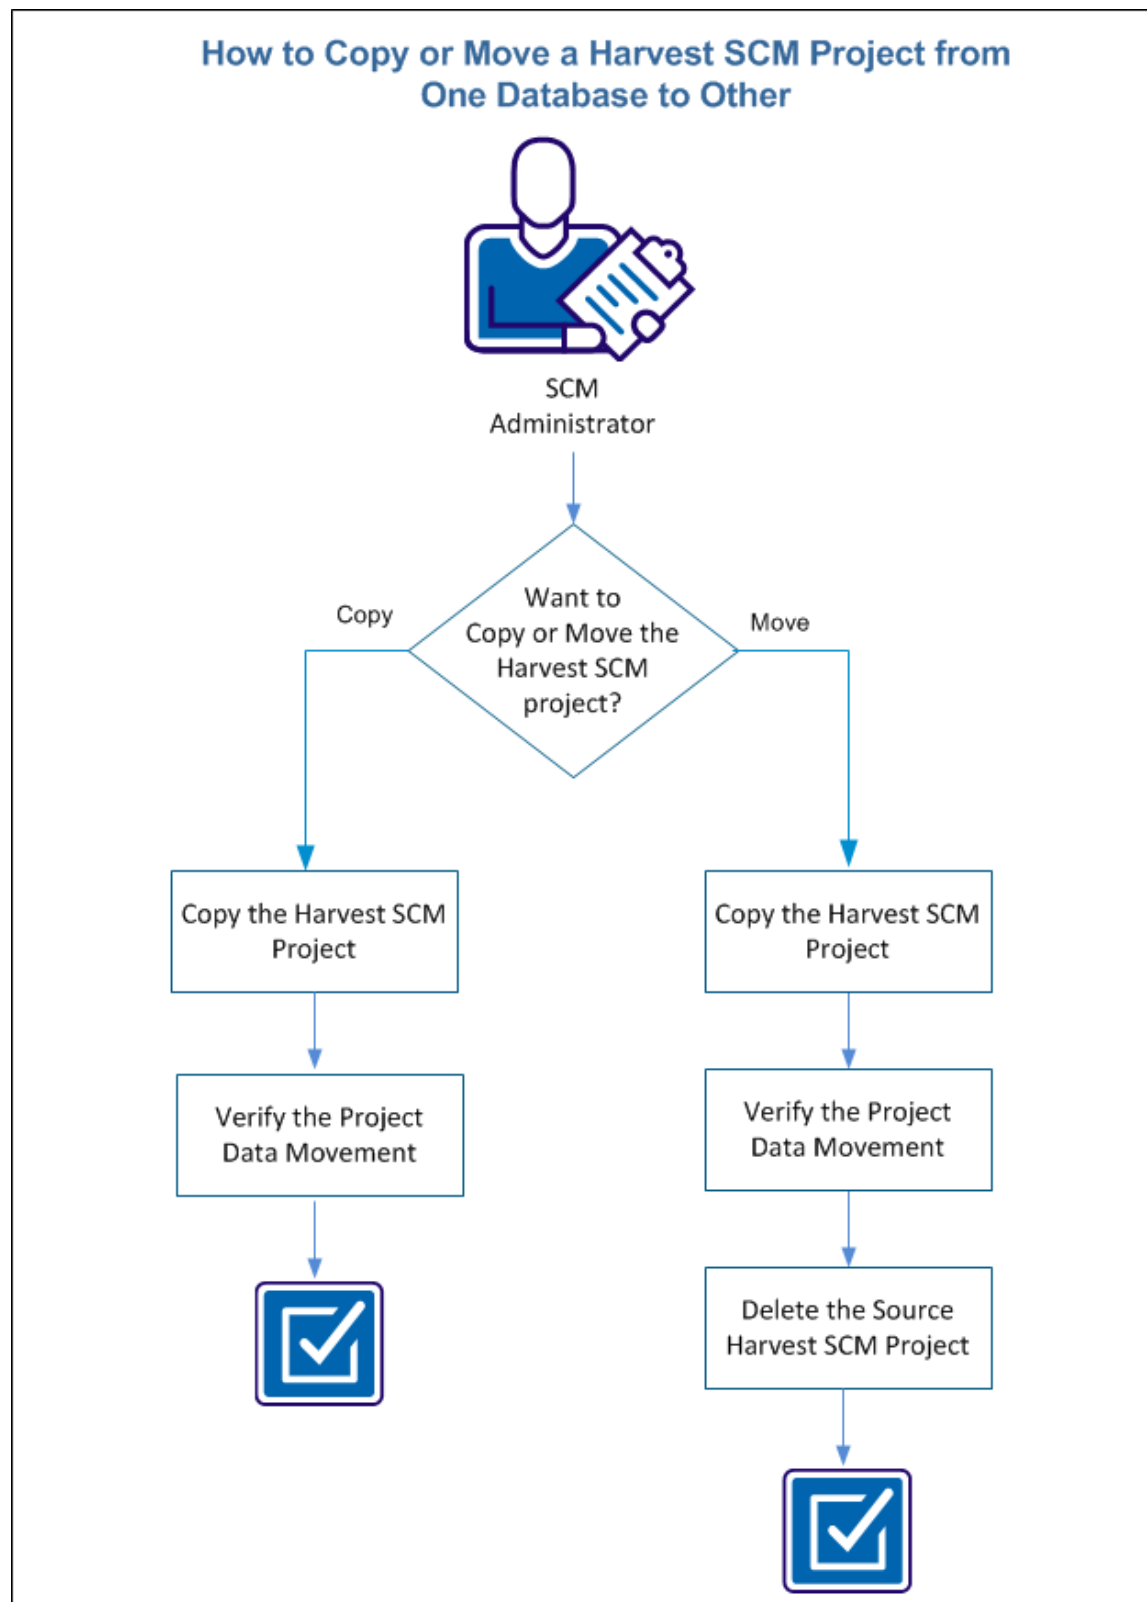 How to Copy or Move a Harvest SCM Project from
One Database to Other
SCM
Administrator
Want to
Copy or Move the
Harvest SCM
project?
Copy
Move
Copy the Harvest SCM
Project
Verify the Project
Data Movement
Copy the Harvest SCM
Project
Verify the Project
Data Movement
Delete the Source
Harvest SCM Project